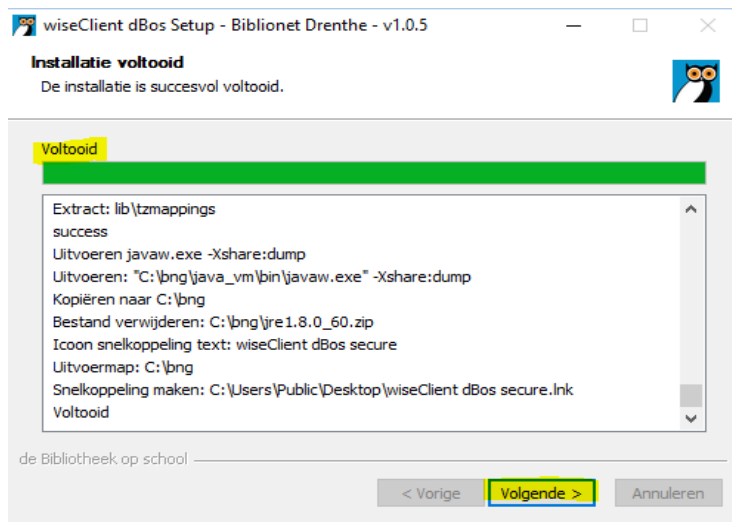 wiseClient dBos Setup - Biblionet Drenthe - v1.0.5
Installatie voltooid
De installatie is succesvol voltooid.
Voltooid
Extract: lib\tzmappings
success
Uitvoeren javaw.exe -Xshare:dump
Uitvoeren: "C:\bng\java_vm\bin\javaw.exe" -Xshare:dump
Kopiëren naar C:\bng
Bestand verwijderen: C:\bng\jre1.8.0_60.zip
Icoon snelkoppeling text: wiseClient dBos secure
Uitvoermap: C:\bng
Snelkoppeling maken: C:\Users\Public\Desktop\wiseClient dBos secure.lnk
Voltooid
de Bibliotheek op school
< Vorige Volgende > Annuleren